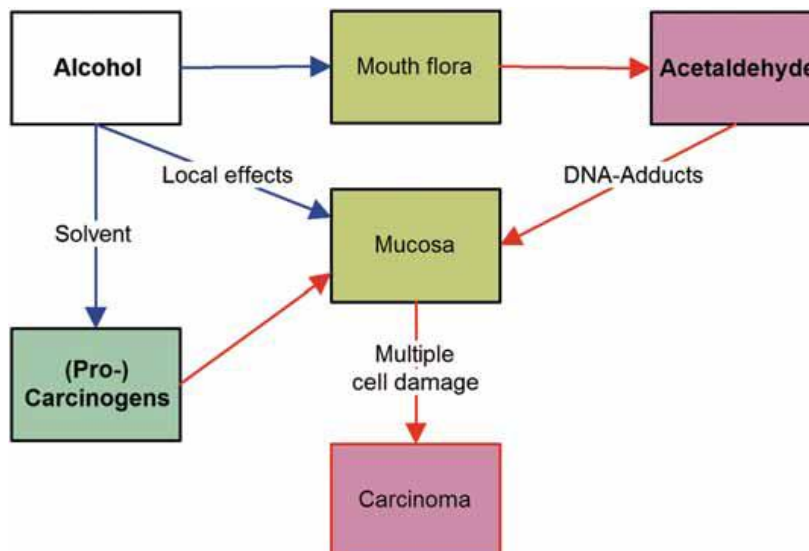 Alcohol
Mouth flora
Acetaldehyde
Local effects
DNA-Adducts
Solvent
Mucosa
(Pro-)
Carcinogens
Multiple
cell damage
Carcinoma